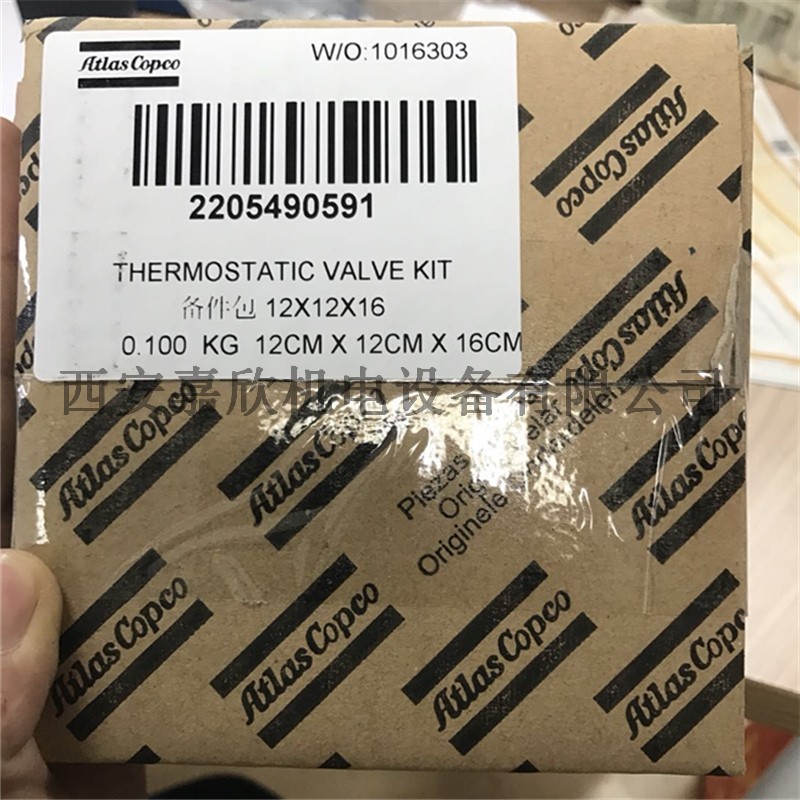 Atlas Copco
W/O:1016303
2205490591
THERMOSTATIC VALVE KIT
备件包 12X12X16
0.100 KG 12CM X 12CM X 16CM
西安嘉欣机电设备有限公司
Atlas Copco
Atlas Copco
Atlas Copco
Atlas Copco
Piezas
Originele
Atlas Copco
Atlas Copco
Atlas Copco
Atlas Copco
Atlas Copco